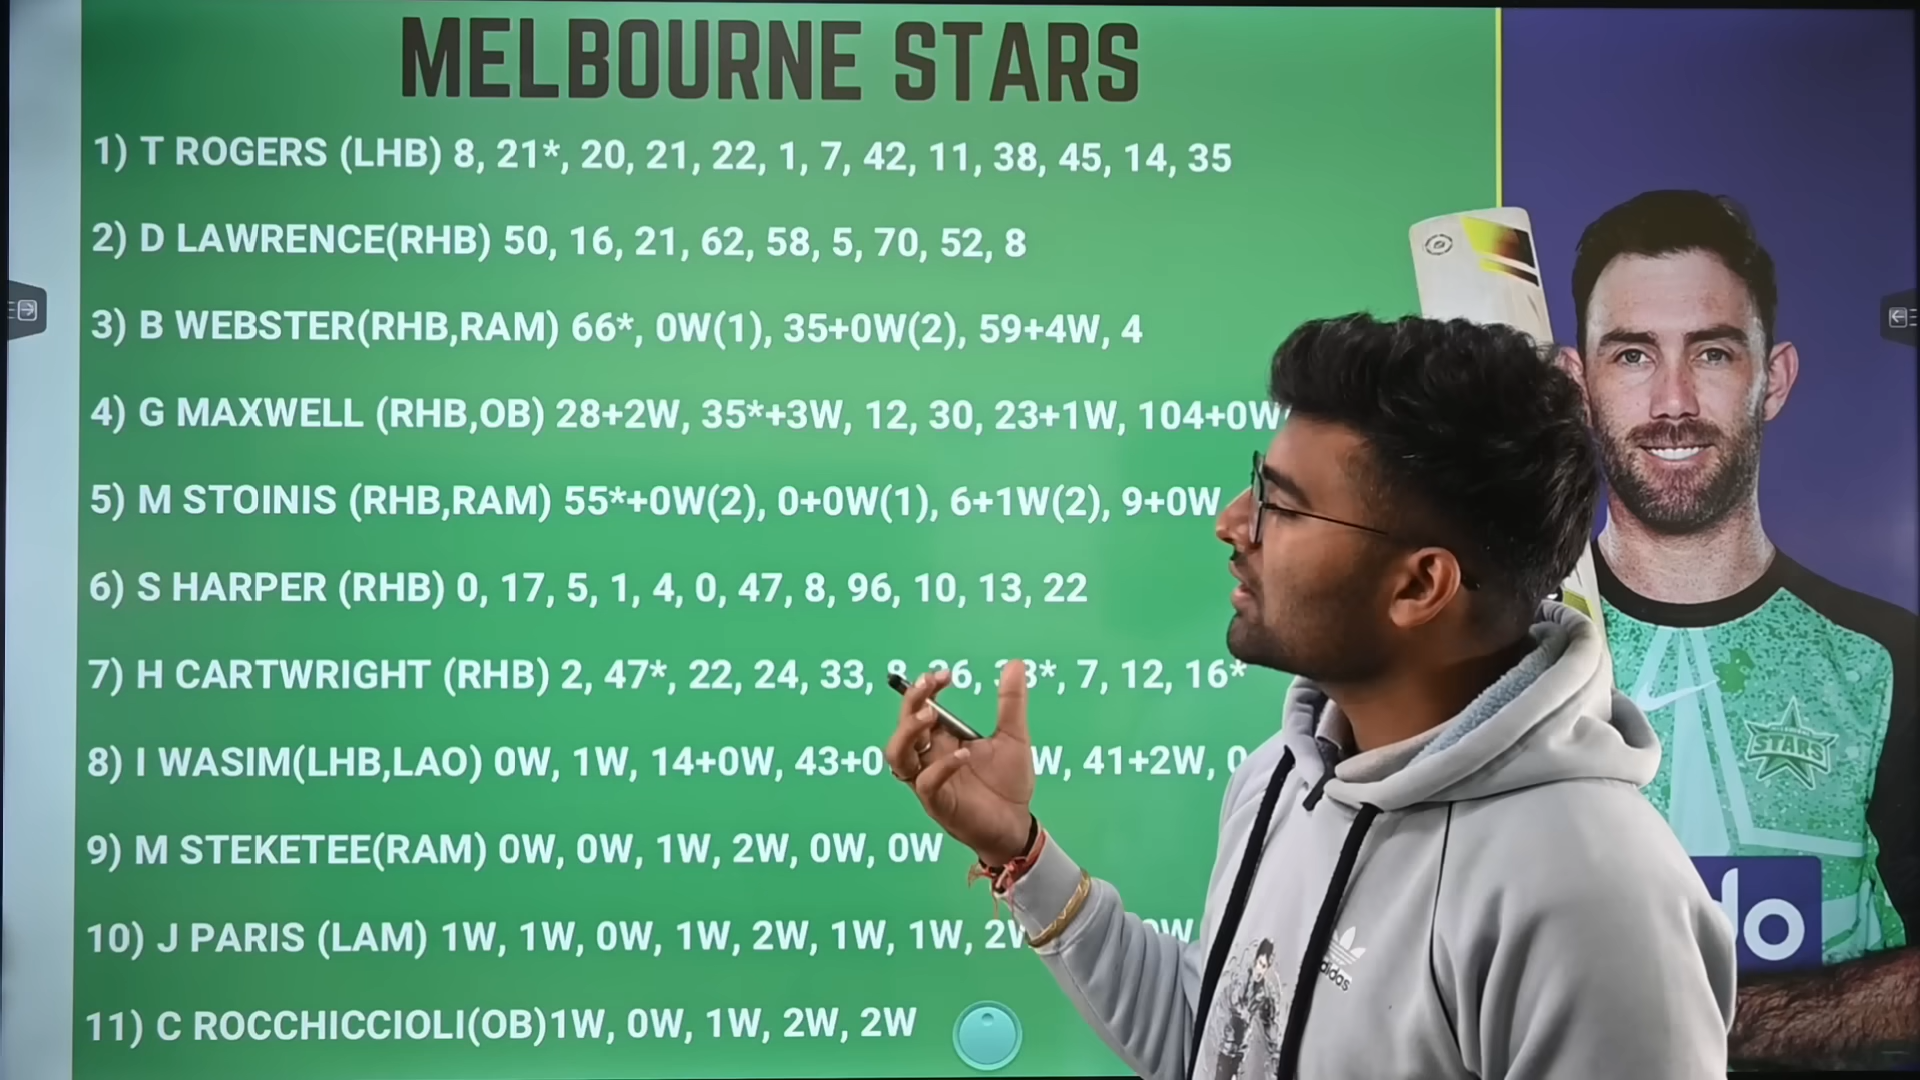 MELBOURNE STARS
1) T ROGERS (LHB) 8, 21*, 20, 21, 22, 1, 7, 42, 11, 38, 45, 14, 35
2) D LAWRENCE(RHB) 50, 16, 21, 62, 58, 5, 70, 52, 8
3) B WEBSTER(RHB,RAM) 66*, 0W(1), 35+0W(2), 59+4W, 4
4) G MAXWELL (RHB,OB) 28+2W, 35*+3W, 12, 30, 23+1W, 104+0W
5) M STOINIS (RHB,RAM) 55*+0W(2), 0+0W(1), 6+1W(2), 9+0W
6) S HARPER (RHB) 0, 17, 5, 1, 4, 0, 47, 8, 96, 10, 13, 22
7) H CARTWRIGHT (RHB) 2, 47*, 22, 24, 33, 7, 12, 16*
8) I WASIM(LHB,LAO) 0W, 1W, 14+0W, 43+0 W, 41+2W, 0
9) M STEKETEE(RAM) 0W, 0W, 1W, 2W, 0W, 0W
10) J PARIS (LAM) 1W, 1W, 0W, 1W, 2W, 1W, 1W,
11) C ROCCHICCIOLI(OB)1W, 0W, 1W, 2W, 2W
STARS
adidas